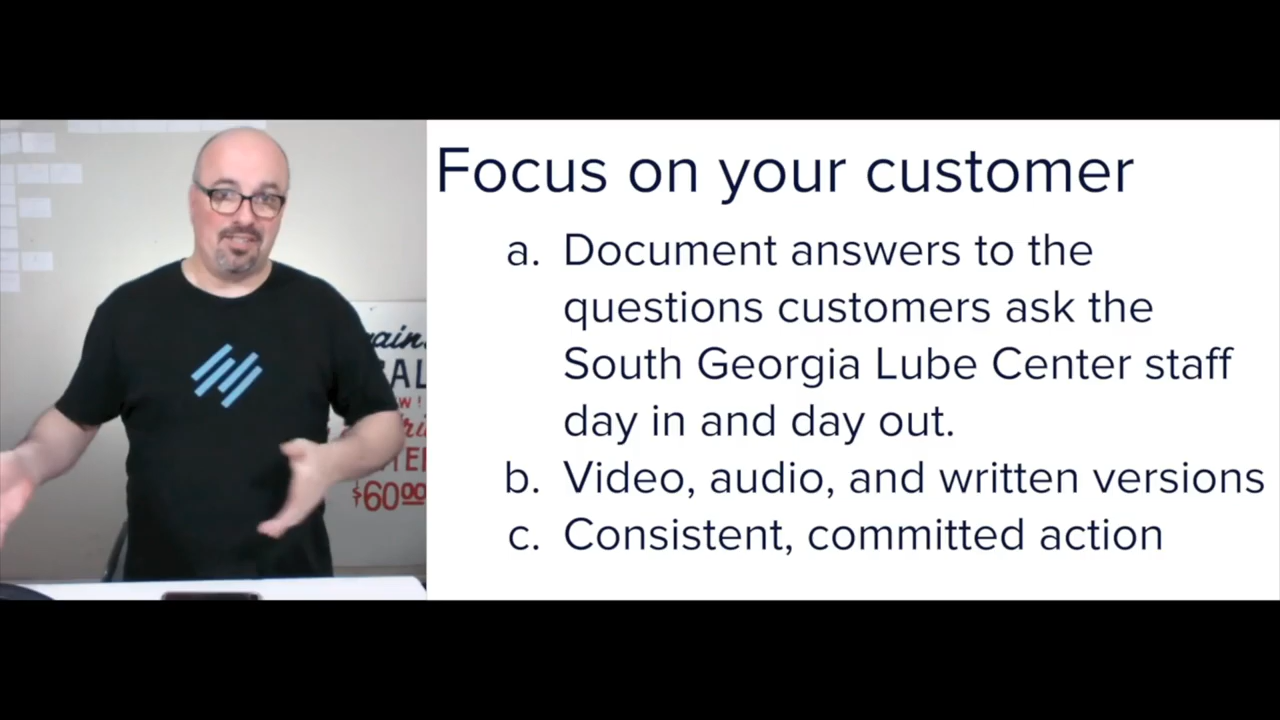 Focus on your customer
a. Document answers to the
questions customers ask the
South Georgia Lube Center staff
day in and day out.
b. Video, audio, and written versions
c. Consistent, committed action
$6000